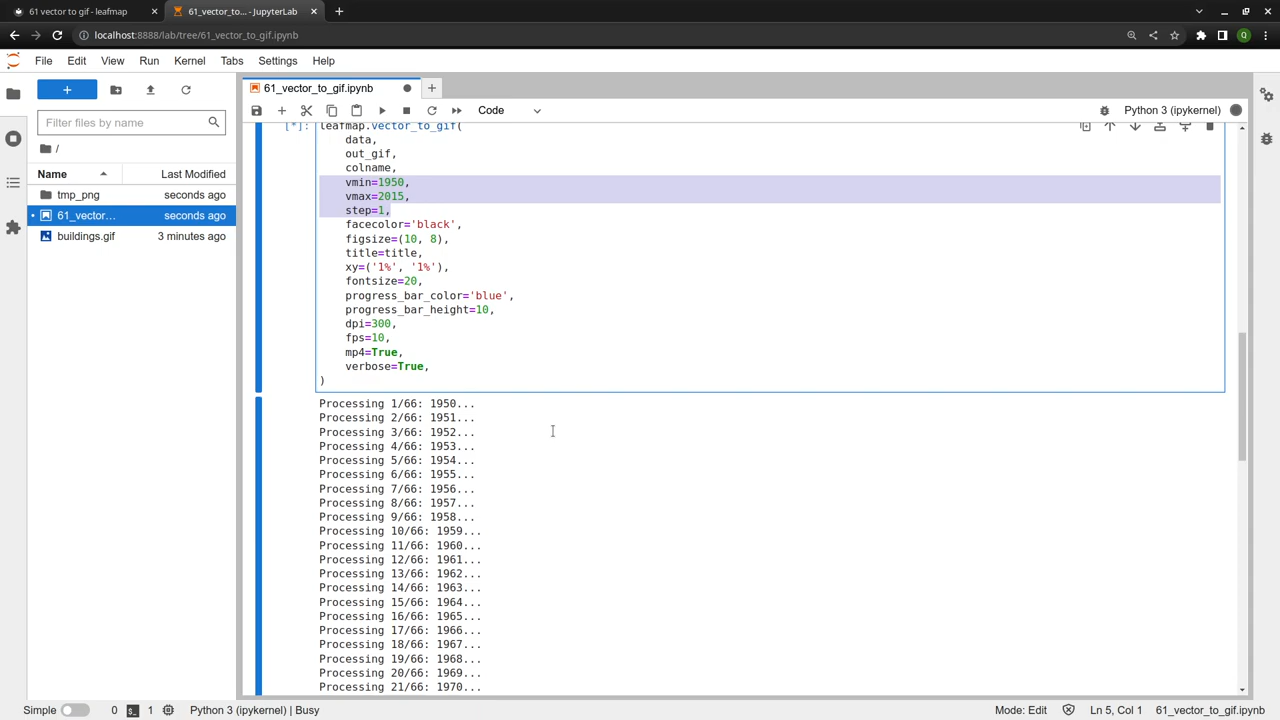 61 vector to gif - leafmap
61_vector_to... - JupyterLab
localhost:8888/lab/tree/61_vector_to_gif.ipynb
File Edit View Run Kernel Tabs Settings Help
61_vector_to_gif.ipynb
Code
Python 3 (ipykernel)
Filter files by name
/
Name Last Modified
tmp_png seconds ago
61_vector... seconds ago
buildings.gif 3 minutes ago
[*]: leafmap.vector_to_gif(
data,
out_gif,
colname,
vmin=1950,
vmax=2015,
step=1,
facecolor='black',
figsize=(10, 8),
title=title,
xy=('1%', '1%'),
fontsize=20,
progress_bar_color='blue',
progress_bar_height=10,
dpi=300,
fps=10,
mp4=True,
verbose=True,
)
Processing 1/66: 1950...
Processing 2/66: 1951...
Processing 3/66: 1952...
Processing 4/66: 1953...
Processing 5/66: 1954...
Processing 6/66: 1955...
Processing 7/66: 1956...
Processing 8/66: 1957...
Processing 9/66: 1958...
Processing 10/66: 1959...
Processing 11/66: 1960...
Processing 12/66: 1961...
Processing 13/66: 1962...
Processing 14/66: 1963...
Processing 15/66: 1964...
Processing 16/66: 1965...
Processing 17/66: 1966...
Processing 18/66: 1967...
Processing 19/66: 1968...
Processing 20/66: 1969...
Processing 21/66: 1970...
Simple 0 1 Python 3 (ipykernel) | Busy Mode: Edit Ln 5, Col 1 61_vector_to_gif.ipynb